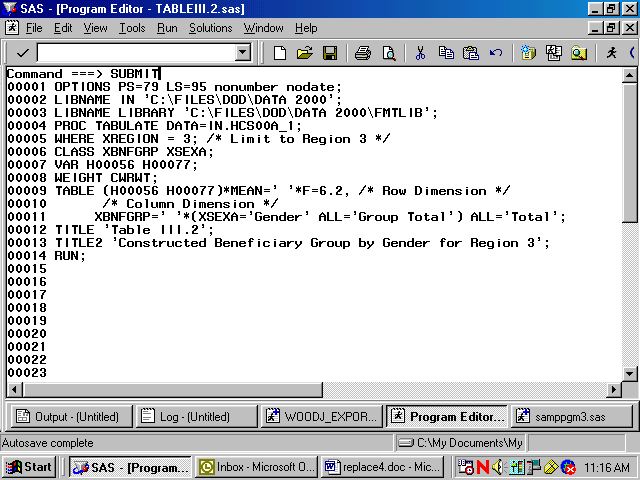 SAS - [Program Editor - TABLEIII.2.sas]
File Edit View Tools Run Solutions Window Help
Command ===> SUBMIT
00001 OPTIONS PS=79 LS=95 nonumber nodate;
00002 LIBNAME IN 'C:\FILES\DOD\DATA 2000';
00003 LIBNAME LIBRARY 'C:\FILES\DOD\DATA 2000\FMTLIB';
00004 PROC TABULATE DATA=IN.HCS00A_1;
00005 WHERE XREGION = 3; /* Limit to Region 3 */
00006 CLASS XBNFGRP XSEXA;
00007 VAR H00056 H00077;
00008 WEIGHT CWRWT;
00009 TABLE (H00056 H00077)*MEAN=' '*F=6.2, /* Row Dimension */
00010 /* Column Dimension */
00011 XBNFGRP=' '*(XSEXA='Gender' ALL='Group Total') ALL='Total';
00012 TITLE 'Table III.2';
00013 TITLE2 'Constructed Beneficiary Group by Gender for Region 3';
00014 RUN;
00015
00016
00017
00018
00019
00020
00021
00022
00023
Output - (Untitled) Log - (Untitled) WOODJ_EXPOR... Program Editor... samppgm3.sas
Autosave complete C:\My Documents\My
Start SAS - [Program... Inbox - Microsoft O... replace4.doc - Mic... 11:16 AM